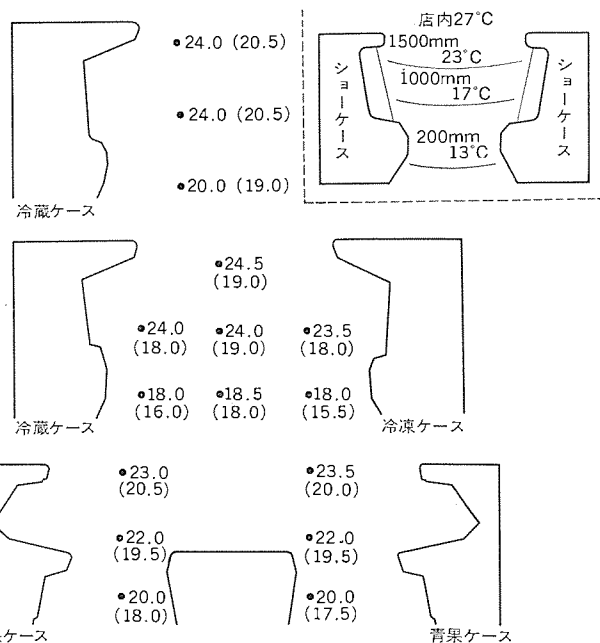 24.0 (20.5)
24.0 (20.5)
20.0 (19.0)
冷蔵ケース
店内27°C
1500mm
23°C
1000mm
17°C
200mm
13°C
ショーケース
ショーケース
24.5
(19.0)
24.0 24.0 23.5
(18.0) (19.0) (18.0)
18.0 18.5 18.0
(16.0) (18.0) (15.5)
冷蔵ケース 冷凍ケース
23.0 23.5
(20.5) (20.0)
22.0 22.0
(19.5) (19.5)
20.0 20.0
(18.0) (17.5)
ケース 青果ケース